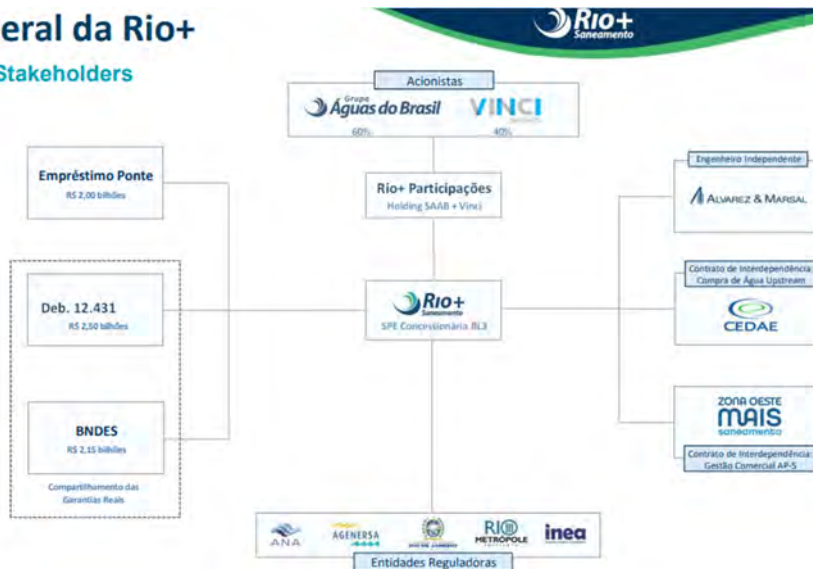 eral da Rio+
Stakeholders
Rio+
Saneamento
Acionistas
Grupo
Águas do Brasil
VINCI
60%
40%
Empréstimo Ponte
R$ 2,00 bilhões
Rio+ Participações
Holding SAAB + Vinci
Engenheiro Independente
ALVAREZ & MARSAL
Deb. 12.431
R$ 2,50 bilhões
Rio+
Saneamento
SPE Concessionária BL3
Contrato de Interdependência:
Compra de Água Upstream
CEDAE
BNDES
R$ 2,15 bilhões
Compartilhamento das
Garantias Reais
ZONA OESTE
MAIS
saneamento
Contrato de Interdependência:
Gestão Comercial AP-5
ANA
AGENERSA
RIO
METRÓPOLE
inea
Entidades Reguladoras